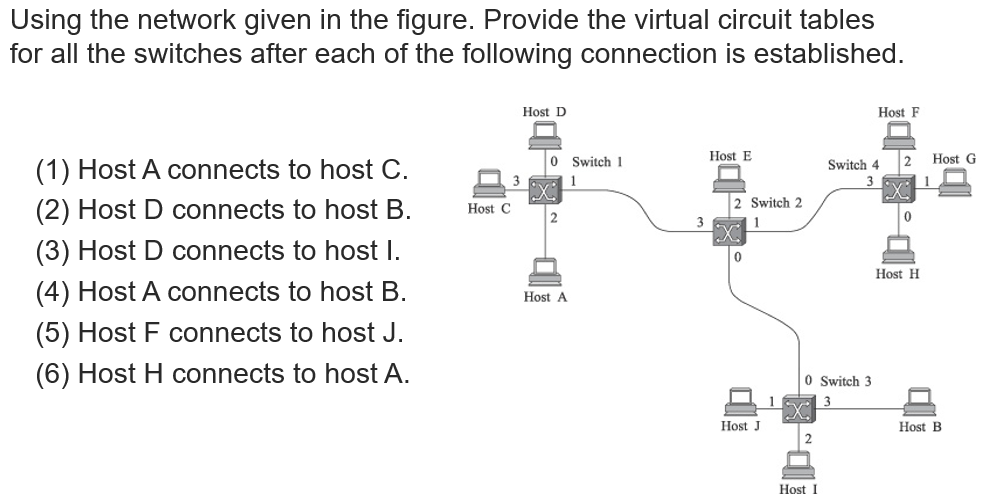 Using the network given in the figure. Provide the virtual circuit tables
for all the switches after each of the following connection is established.
(1) Host A connects to host C.
(2) Host D connects to host B.
(3) Host D connects to host I.
(4) Host A connects to host B.
(5) Host F connects to host J.
(6) Host H connects to host A.
Host D
0 Switch 1
3
1
Host C
2
Host A
Host E
2 Switch 2
3
1
0
Host F
Switch 4
2
Host G
3
1
0
Host H
0 Switch 3
1
3
Host J
Host B
2
Host I